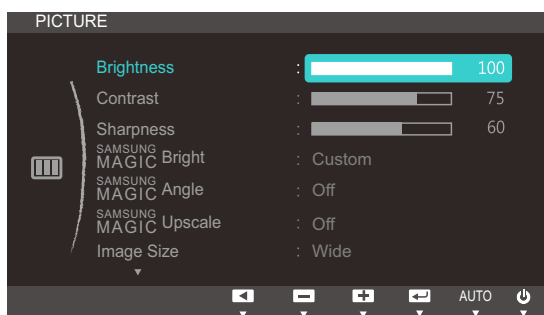 PICTURE
Brightness : 100
Contrast : 75
Sharpness : 60
SAMSUNG MAGIC Bright : Custom
SAMSUNG MAGIC Angle : Off
SAMSUNG MAGIC Upscale : Off
Image Size : Wide
AUTO